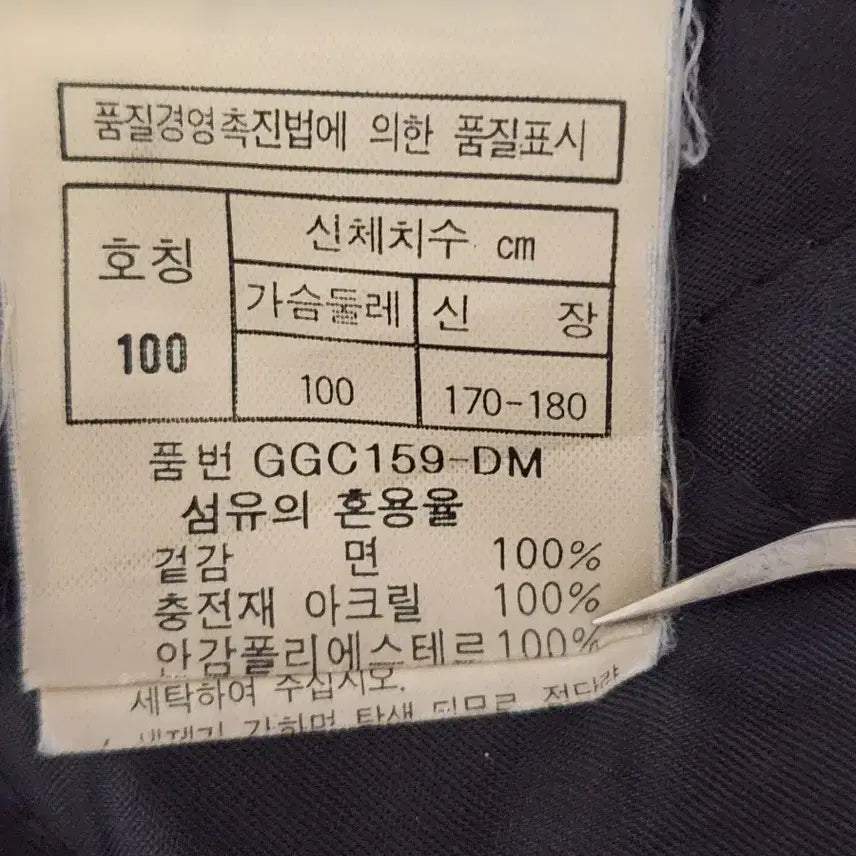 품질경영촉진법에 의한 품질표시
호칭
100
신체치수 cm
가슴둘레 신 장
100 170-180
품번 GGC159-DM
섬유의 혼용율
겉감 면 100%
충전재 아크릴 100%
안감폴리에스테르100%
세탁하여 주십시오.